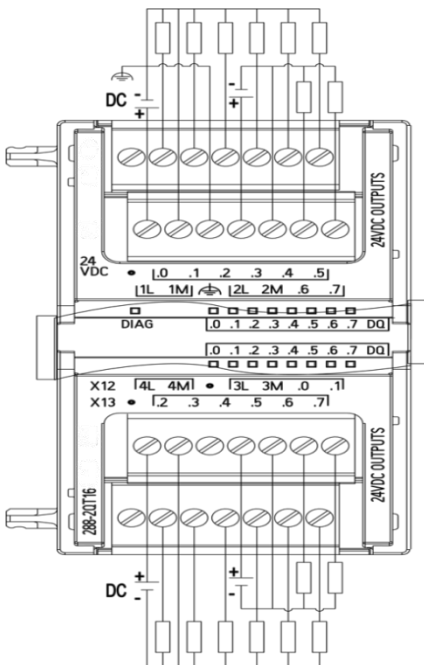 DC - +
- +
24VDC OUTPUTS
24 VDC • .0 .1 .2 .3 .4 .5
1L 1M 2L 2M .6 .7
DIAG .0 .1 .2 .3 .4 .5 .6 .7 DQ
.0 .1 .2 .3 .4 .5 .6 .7 DQ
X12 4L 4M • 3L 3M .0 .1
X13 • .2 .3 .4 .5 .6 .7
288-2QT16
24VDC OUTPUTS
DC + -
+ -